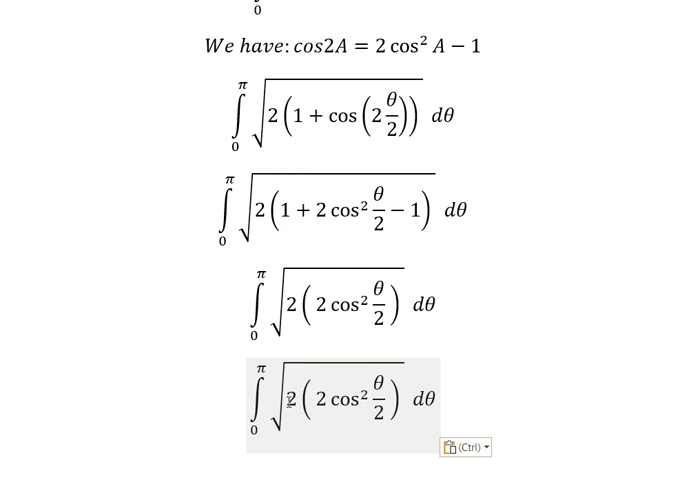 0
We have: cos2A = 2 cos² A − 1
∫₀^π √(2(1 + cos(2 θ/2))) dθ
∫₀^π √(2(1 + 2 cos² θ/2 − 1)) dθ
∫₀^π √(2(2 cos² θ/2)) dθ
∫₀^π √(2(2 cos² θ/2)) dθ
(Ctrl)